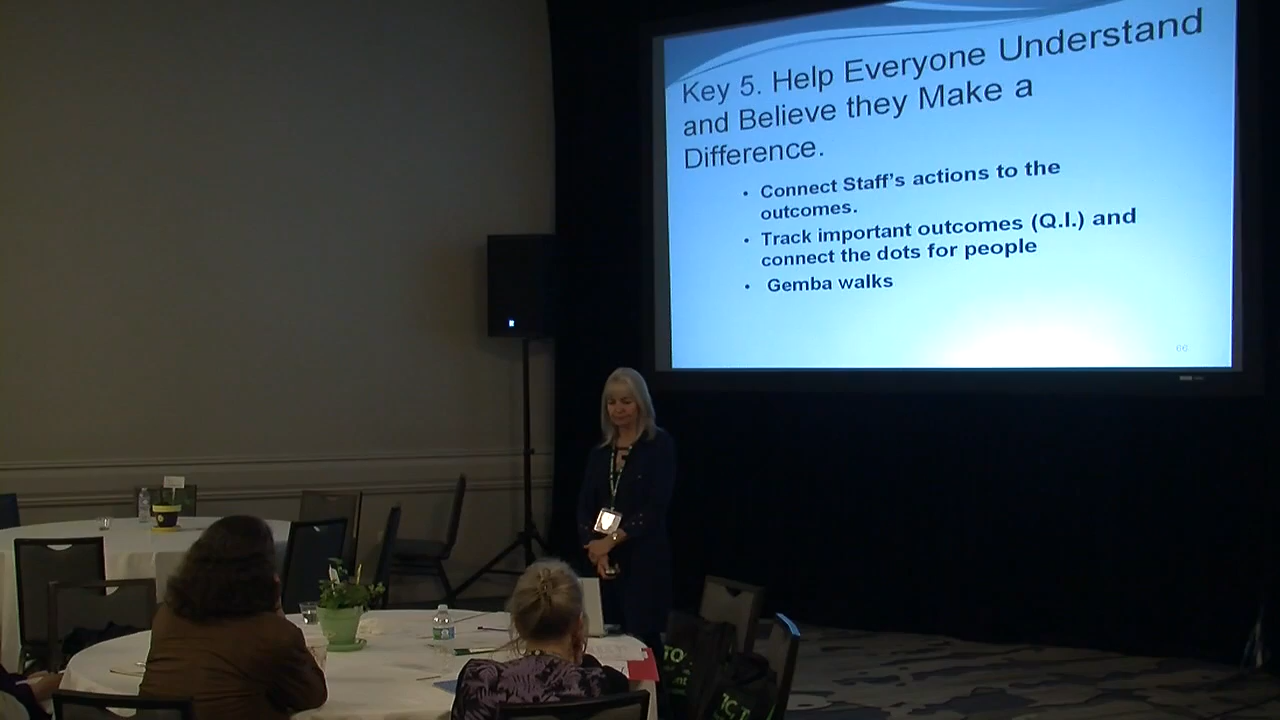 Key 5. Help Everyone Understand
and Believe they Make a
Difference.
• Connect Staff's actions to the
outcomes.
• Track important outcomes (Q.I.) and
connect the dots for people
• Gemba walks